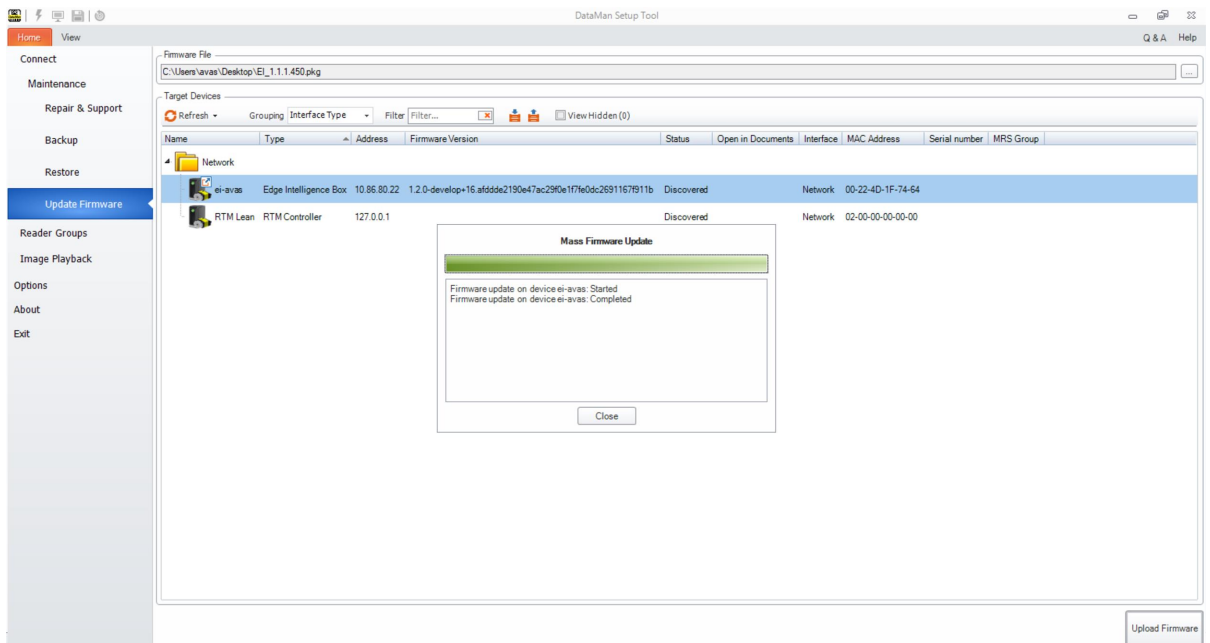 DataMan Setup Tool
Home View Q & A Help
Connect
Maintenance
Repair & Support
Backup
Restore
Update Firmware
Reader Groups
Image Playback
Options
About
Exit
Firmware File
C:\Users\avas\Desktop\EI_1.1.1.450.pkg
...
Target Devices
Refresh Grouping Interface Type Filter Filter... View Hidden (0)
Name Type Address Firmware Version Status Open in Documents Interface MAC Address Serial number MRS Group
Network
ei-avas Edge Intelligence Box 10.86.80.22 1.2.0-develop+16.afddde2190e47ac29f0e1f7fe0dc2691167f911b Discovered Network 00-22-4D-1F-74-64
RTM Lean RTM Controller 127.0.0.1 Discovered Network 02-00-00-00-00-00
Mass Firmware Update
Firmware update on device ei-avas: Started
Firmware update on device ei-avas: Completed
Close
Upload Firmware